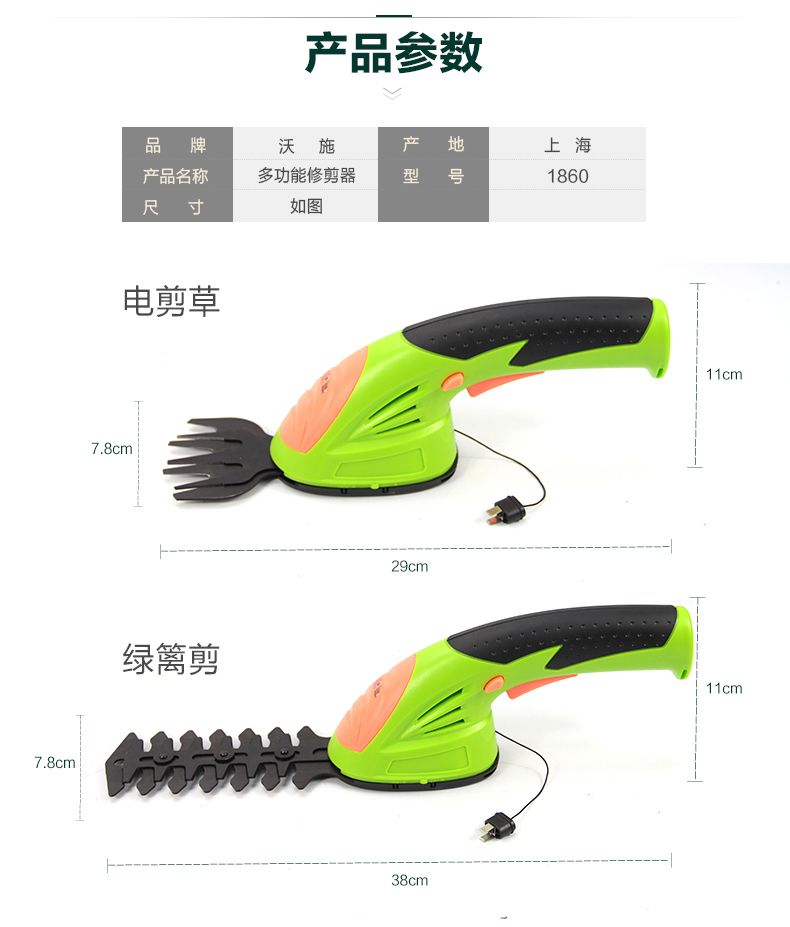 产品参数
品 牌 沃 施 产 地 上 海
产品名称 多功能修剪器 型 号 1860
尺 寸 如图
电剪草
11cm
7.8cm
29cm
绿篱剪
11cm
7.8cm
38cm